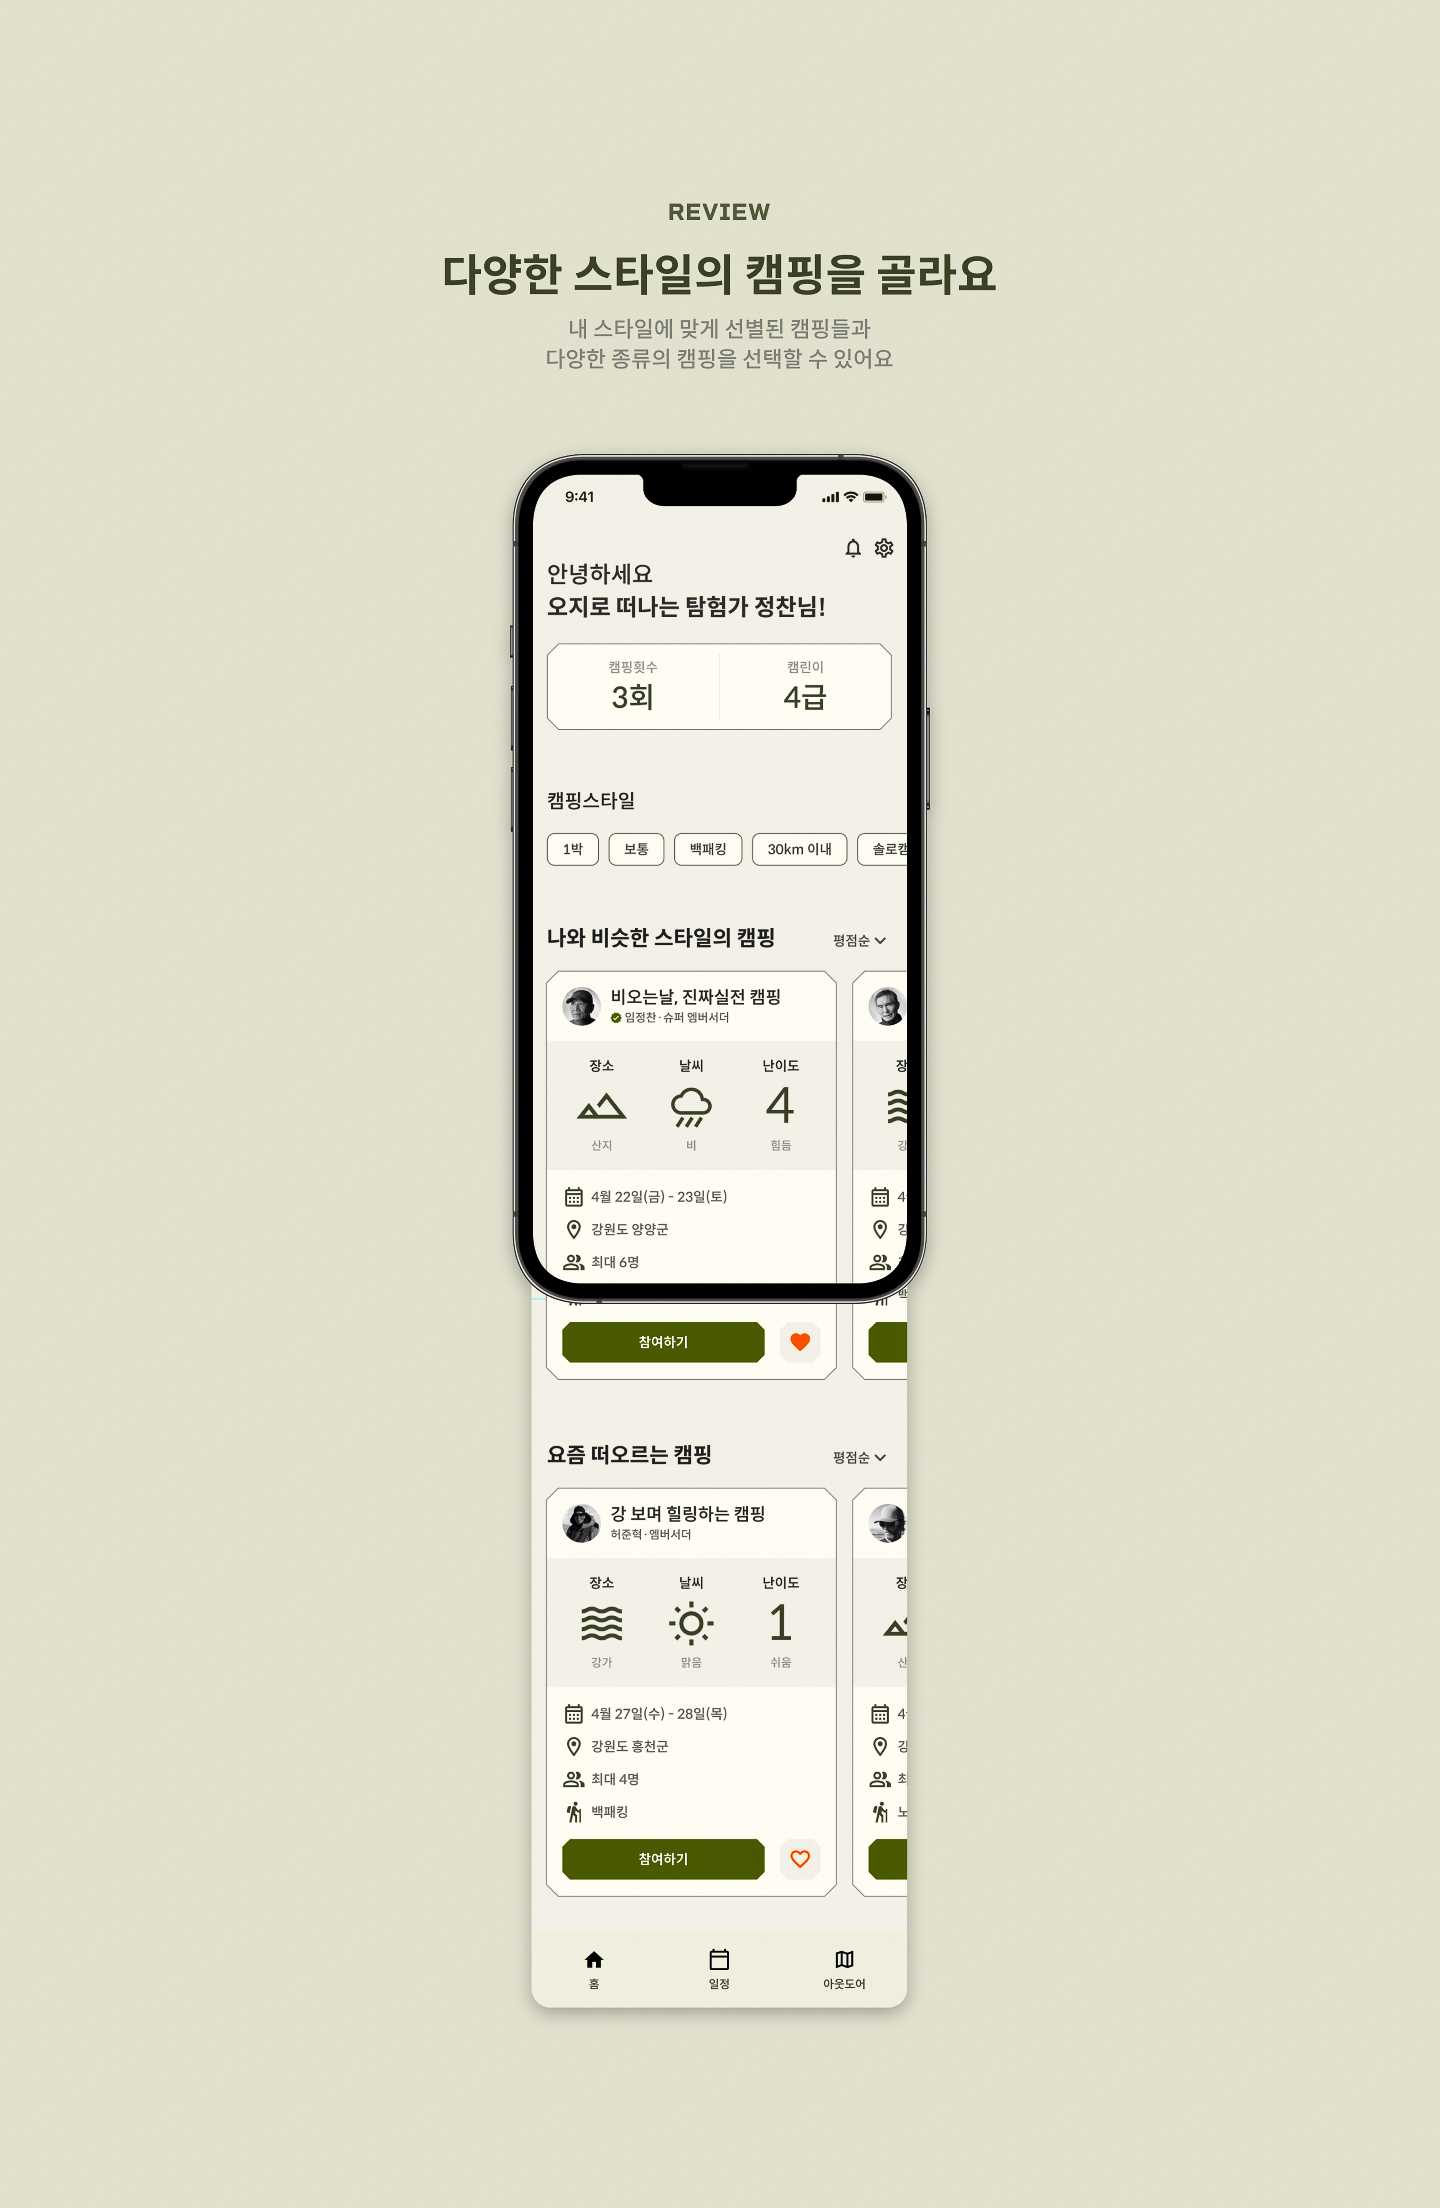 REVIEW
다양한 스타일의 캠핑을 골라요
내 스타일에 맞게 선별된 캠핑들과
다양한 종류의 캠핑을 선택할 수 있어요
9:41
안녕하세요
오지로 떠나는 탐험가 정찬님!
캠핑횟수
캠린이
3회
4급
캠핑스타일
1박
보통
백패킹
30km 이내
솔로캠
나와 비슷한 스타일의 캠핑
평점순
비오는날, 진짜실전 캠핑
임정찬·슈퍼 엠버서더
장소
날씨
난이도
4
산지
비
힘듬
4월 22일(금) - 23일(토)
강원도 양양군
최대 6명
참여하기
요즘 떠오르는 캠핑
평점순
강 보며 힐링하는 캠핑
허준혁·엠버서더
장소
날씨
난이도
1
강가
맑음
쉬움
4월 27일(수) - 28일(목)
강원도 홍천군
최대 4명
백패킹
참여하기
홈
일정
아웃도어